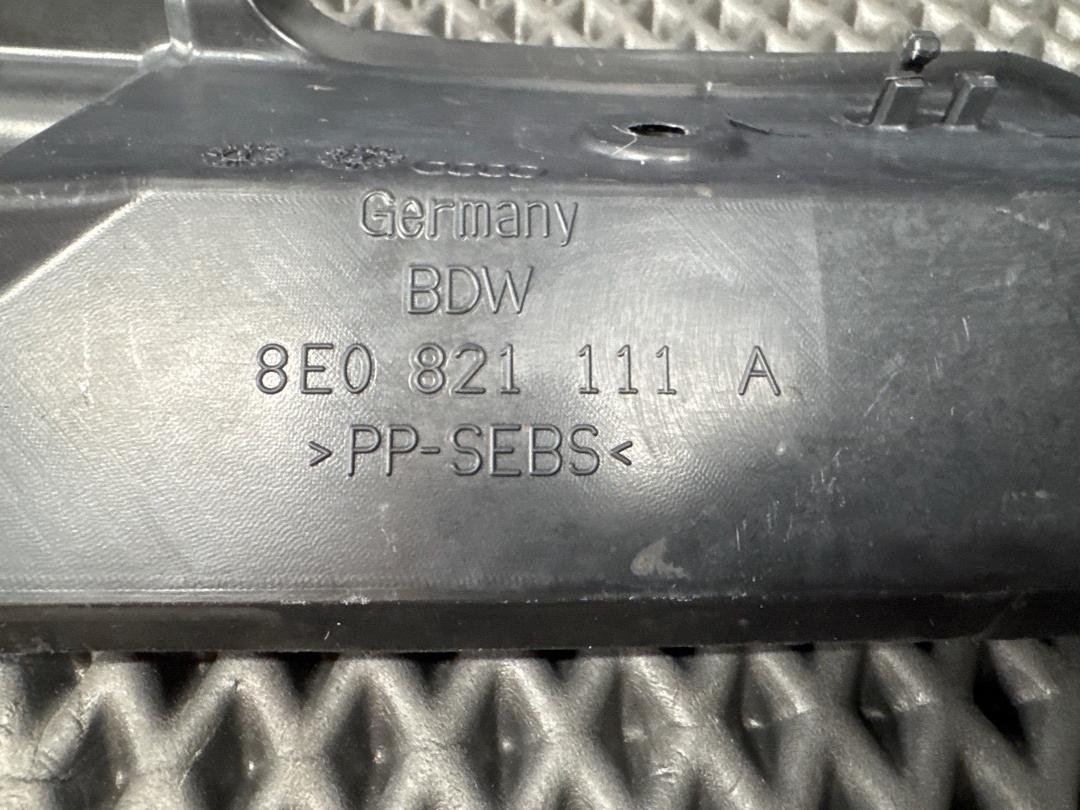 Germany
BDW
8E0 821 111 A
>PP-SEBS<